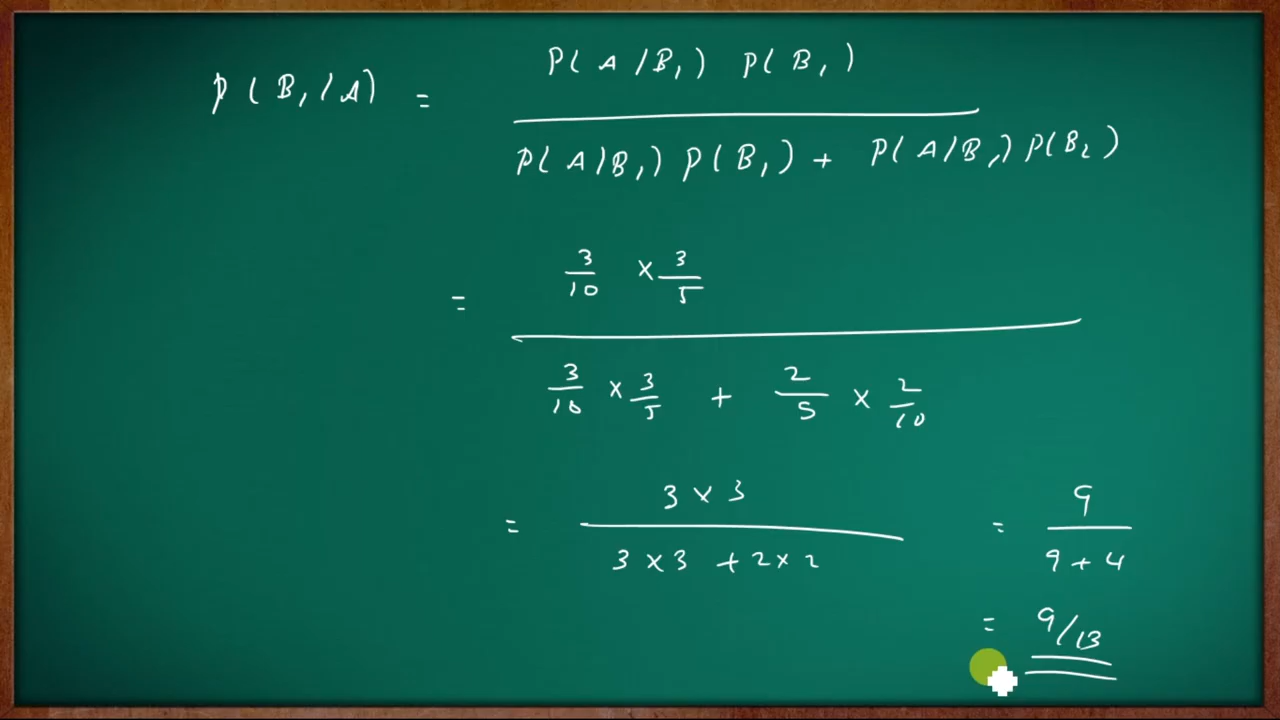 P(A/B₁) P(B₁)
P(B₁/A) =
P(A/B₁) P(B₁) + P(A/B₁) P(B₂)
3/10 × 3/5
=
3/10 × 3/5 + 2/5 × 2/10
3 × 3
= = 9
3 × 3 + 2 × 2
9 + 4
= 9/13